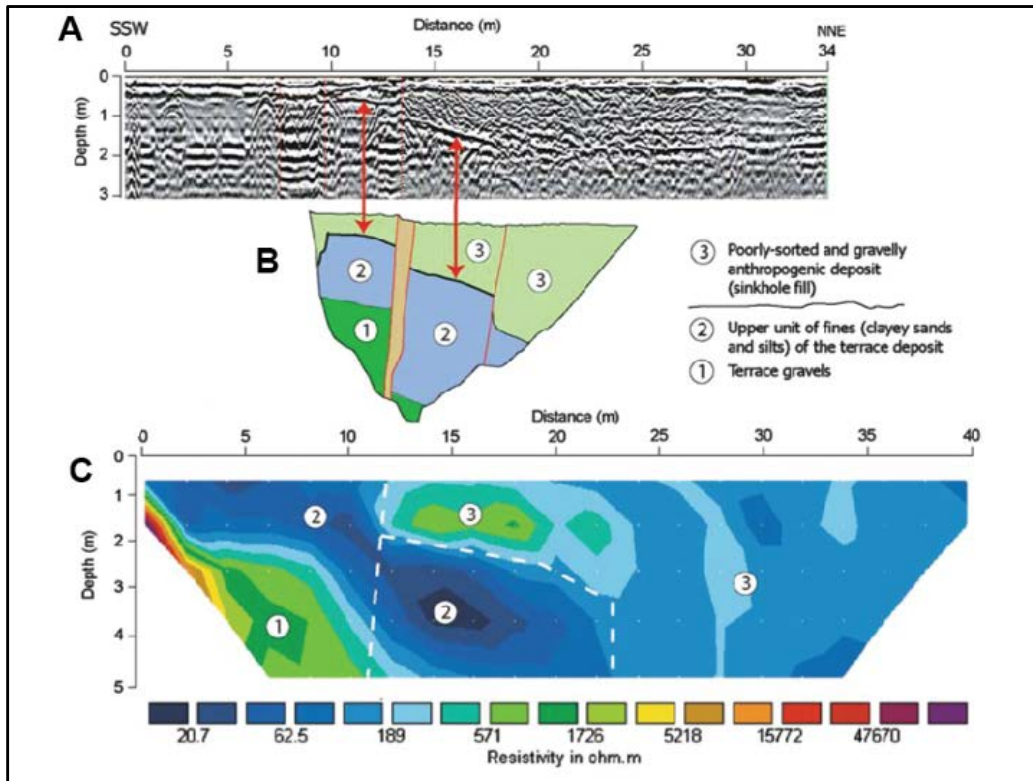 A
SSW
Distance (m)
NNE
0 5 10 15 20 25 30 34
Depth (m)
0
1
2
3
B
2
3
3
1
2
3 Poorly-sorted and gravelly
anthropogenic deposit
(sinkhole fill)
2 Upper unit of fines (clayey sands
and silts) of the terrace deposit
1 Terrace gravels
Distance (m)
0 5 10 15 20 25 30 35 40
C
Depth (m)
0
1
2
3
4
5
2
3
3
2
1
20.7 62.5 189 571 1726 5218 15772 47670
Resistivity in ohm.m